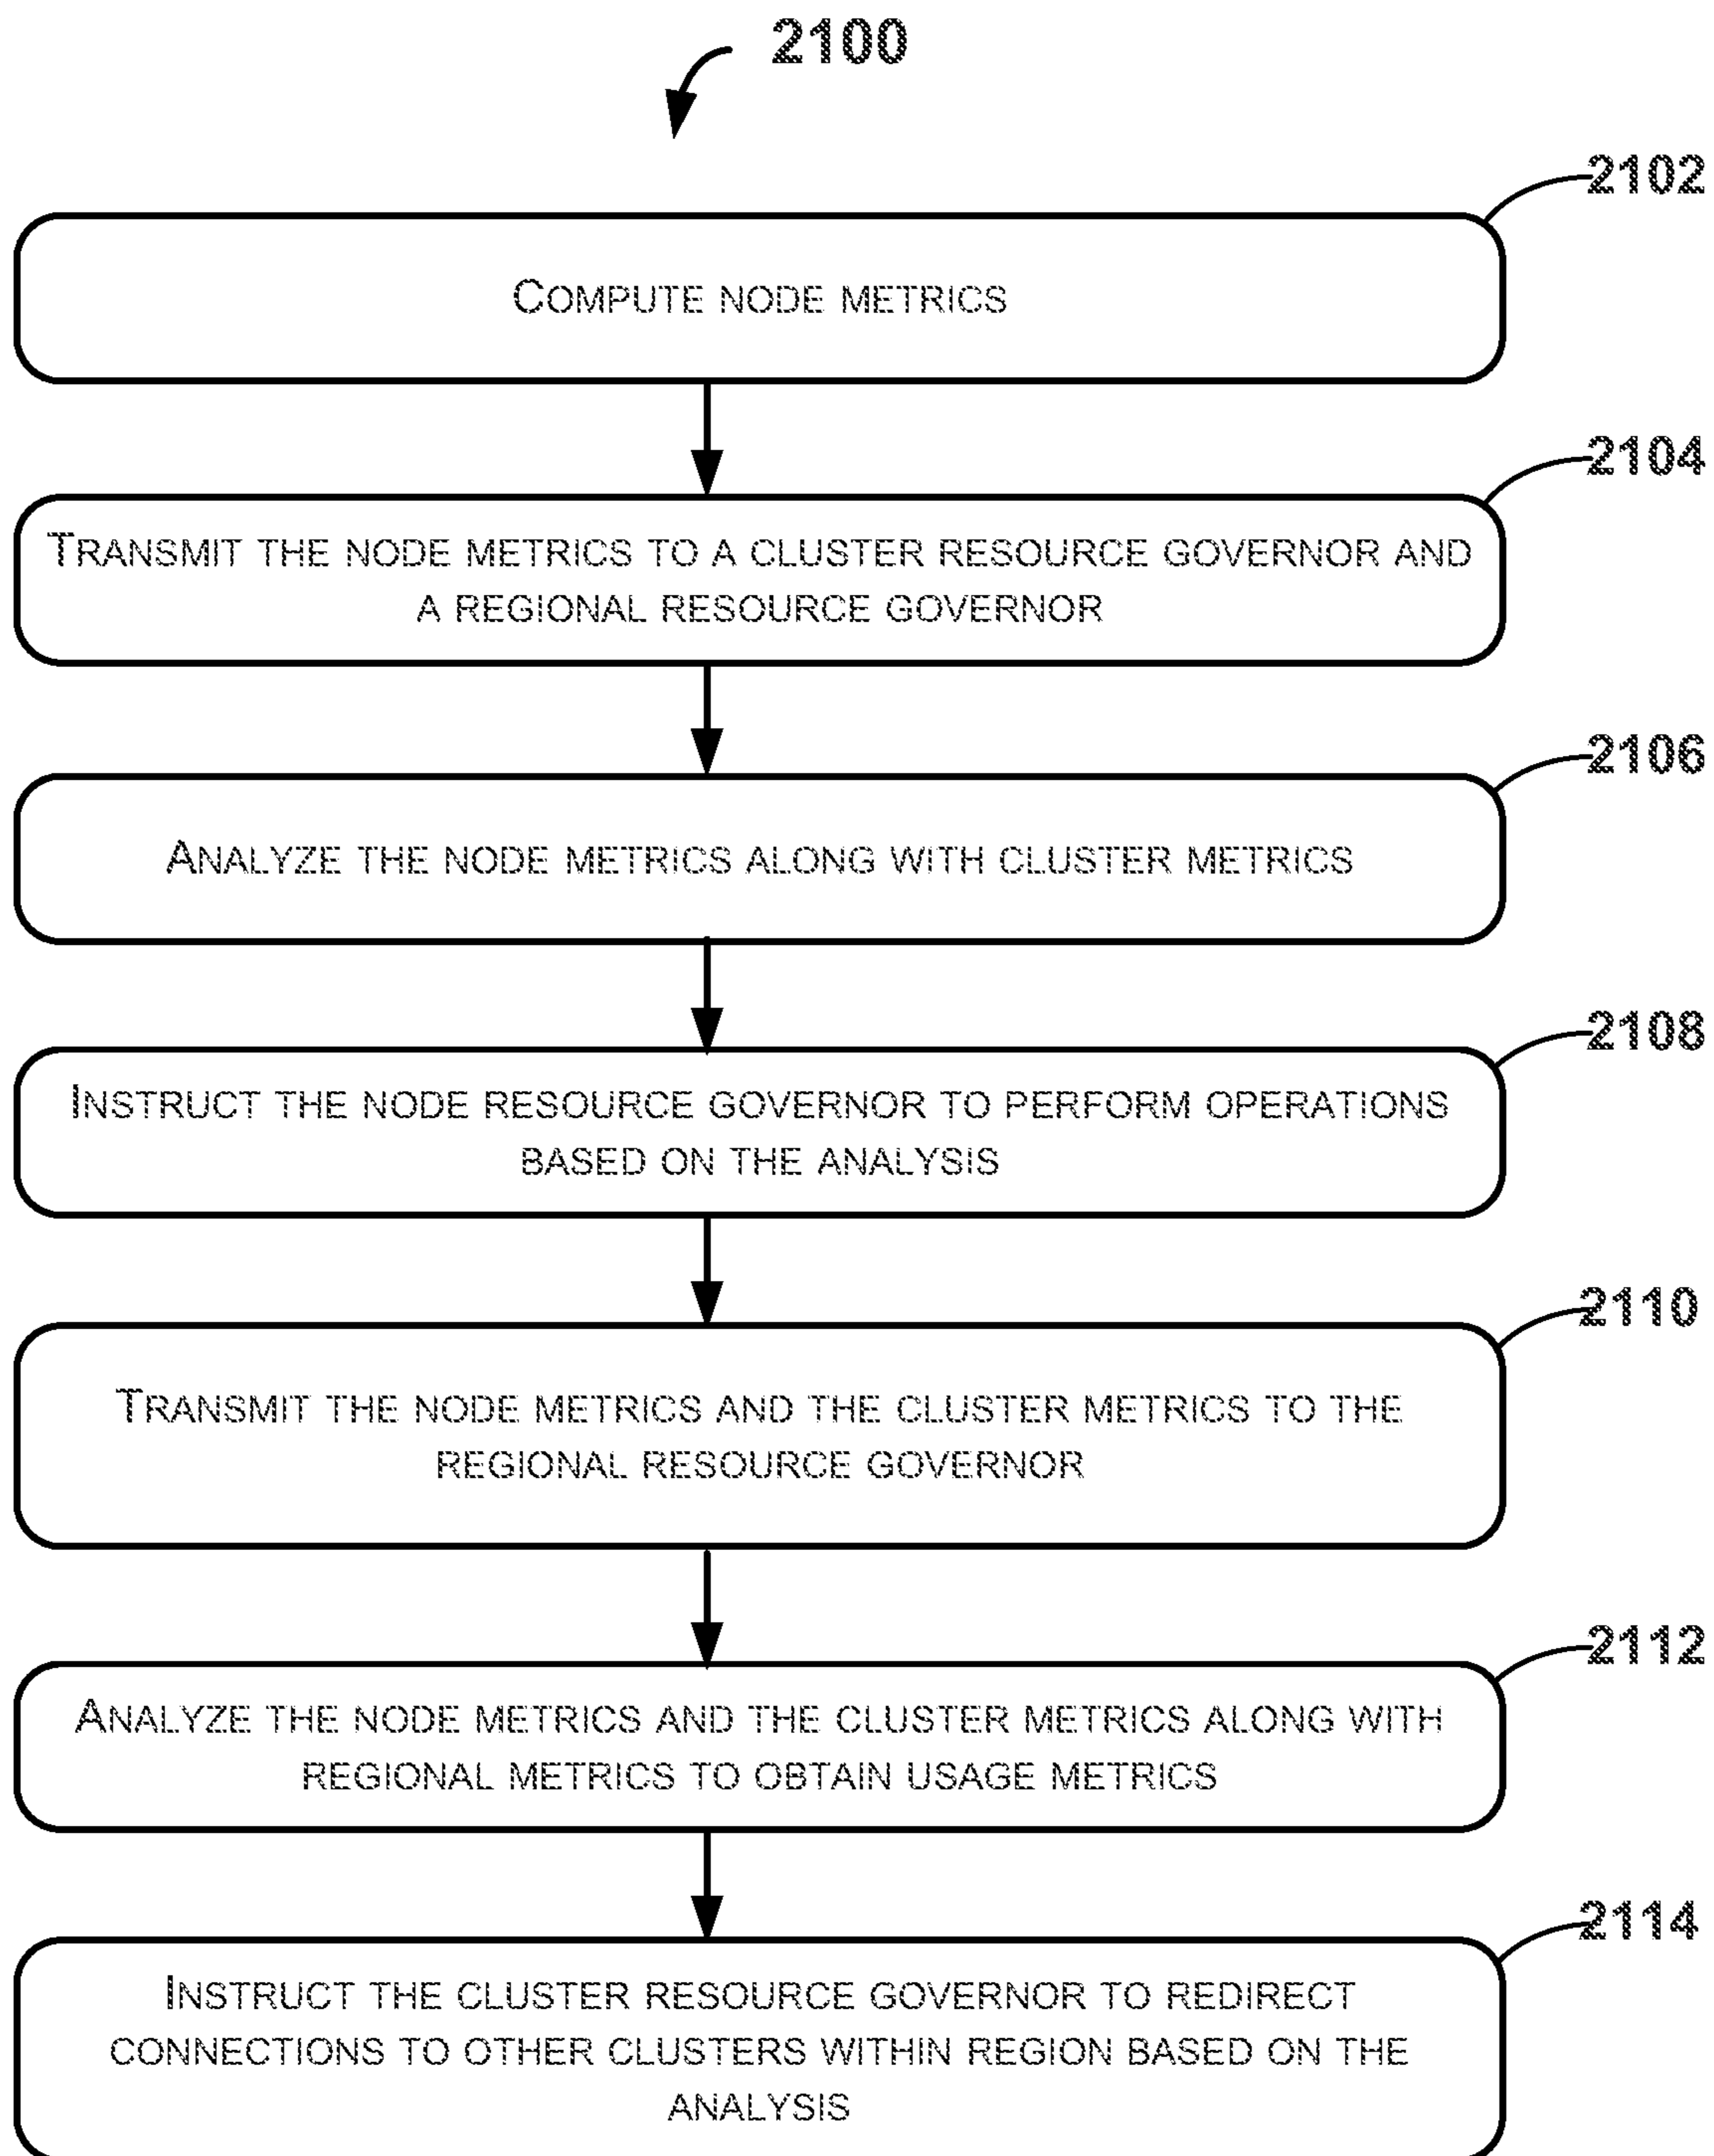 2100
2102
COMPUTE NODE METRICS
2104
TRANSMIT THE NODE METRICS TO A CLUSTER RESOURCE GOVERNOR AND
A REGIONAL RESOURCE GOVERNOR
2106
ANALYZE THE NODE METRICS ALONG WITH CLUSTER METRICS
2108
INSTRUCT THE NODE RESOURCE GOVERNOR TO PERFORM OPERATIONS
BASED ON THE ANALYSIS
2110
TRANSMIT THE NODE METRICS AND THE CLUSTER METRICS TO THE
REGIONAL RESOURCE GOVERNOR
2112
ANALYZE THE NODE METRICS AND THE CLUSTER METRICS ALONG WITH
REGIONAL METRICS TO OBTAIN USAGE METRICS
2114
INSTRUCT THE CLUSTER RESOURCE GOVERNOR TO REDIRECT
CONNECTIONS TO OTHER CLUSTERS WITHIN REGION BASED ON THE
ANALYSIS